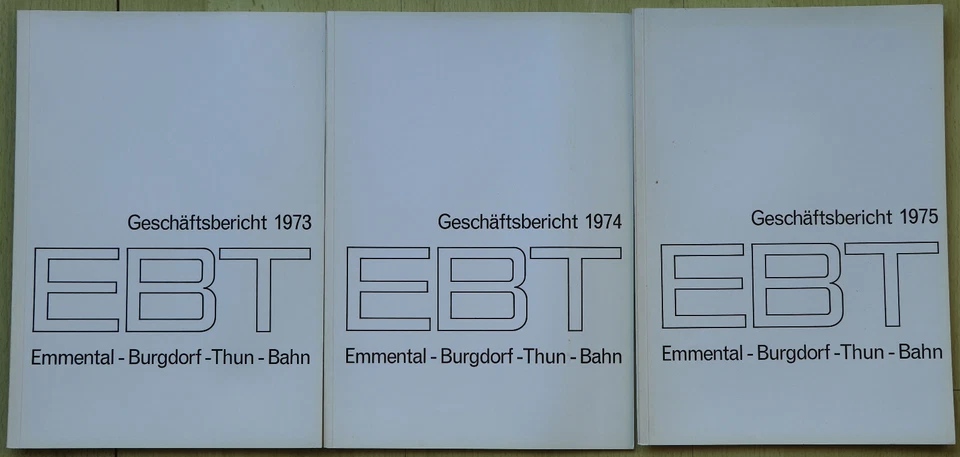 Geschäftsbericht 1973
EBT
Emmental - Burgdorf - Thun - Bahn
Geschäftsbericht 1974
EBT
Emmental - Burgdorf - Thun - Bahn
Geschäftsbericht 1975
EBT
Emmental - Burgdorf - Thun - Bahn